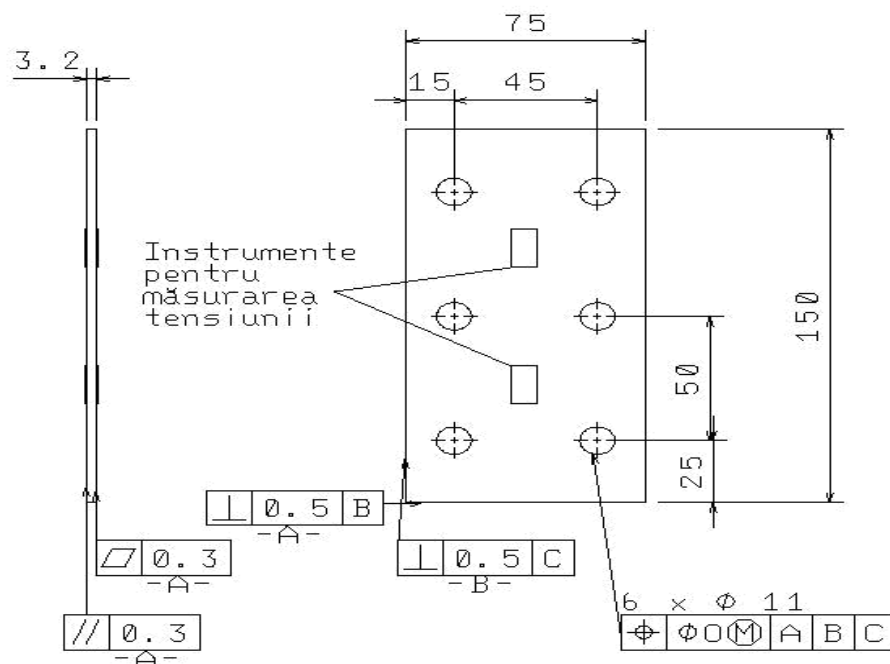 75
3.2
15 45
Instrumente
pentru
măsurarea
tensiunii
150
50
25
⊥ 0.5 B
-A-
⏥ 0.3
-A-
⊥ 0.5 C
-B-
// 0.3
-A-
6 x ϕ 11
⌖ ϕ0Ⓜ A B C